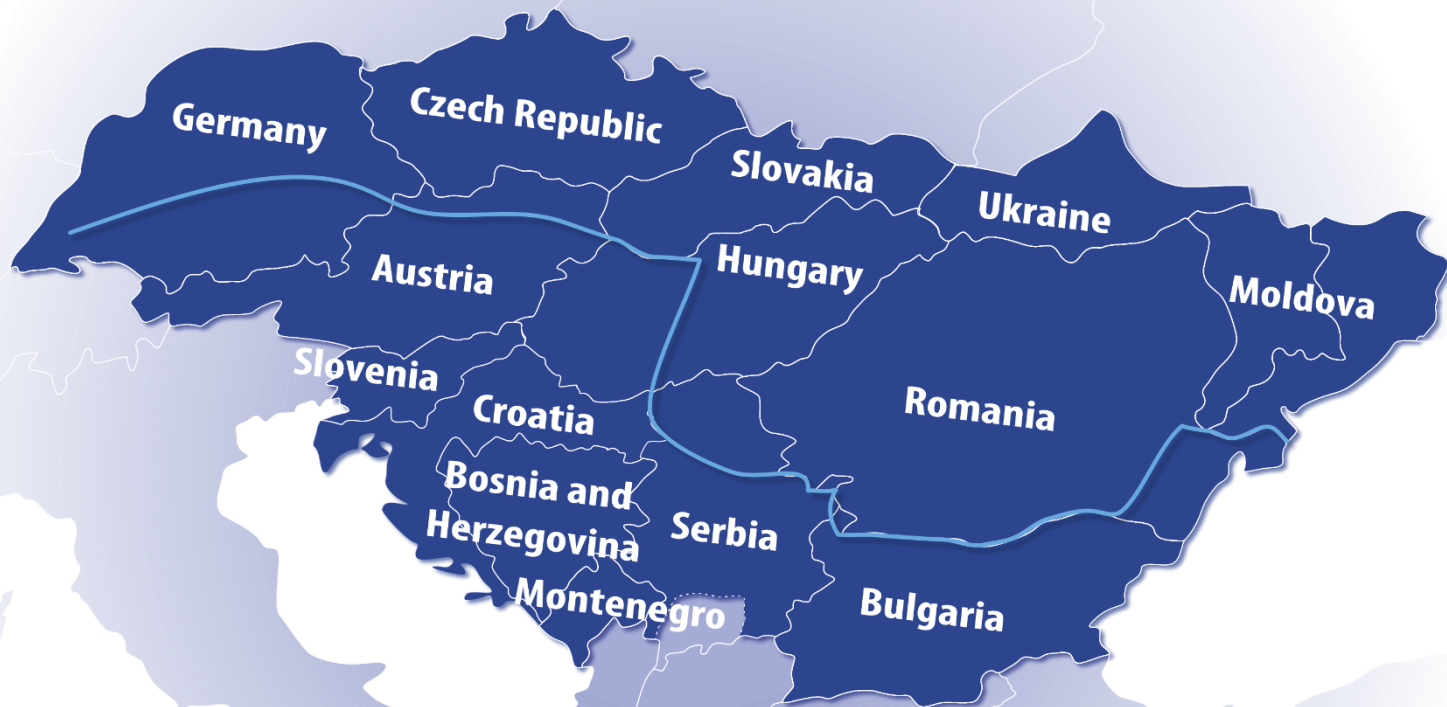 Germany
Czech Republic
Slovakia
Ukraine
Austria
Hungary
Moldova
Slovenia
Croatia
Romania
Bosnia and
Herzegovina
Serbia
Montenegro
Bulgaria